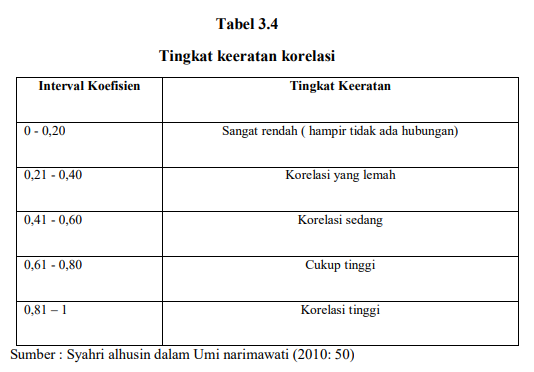 Tabel 3.4
Tingkat keeratan korelasi
Interval Koefisien Tingkat Keeratan
0 - 0,20 Sangat rendah ( hampir tidak ada hubungan)
0,21 - 0,40 Korelasi yang lemah
0,41 - 0,60 Korelasi sedang
0,61 - 0,80 Cukup tinggi
0,81 – 1 Korelasi tinggi
Sumber : Syahri alhusin dalam Umi narimawati (2010: 50)